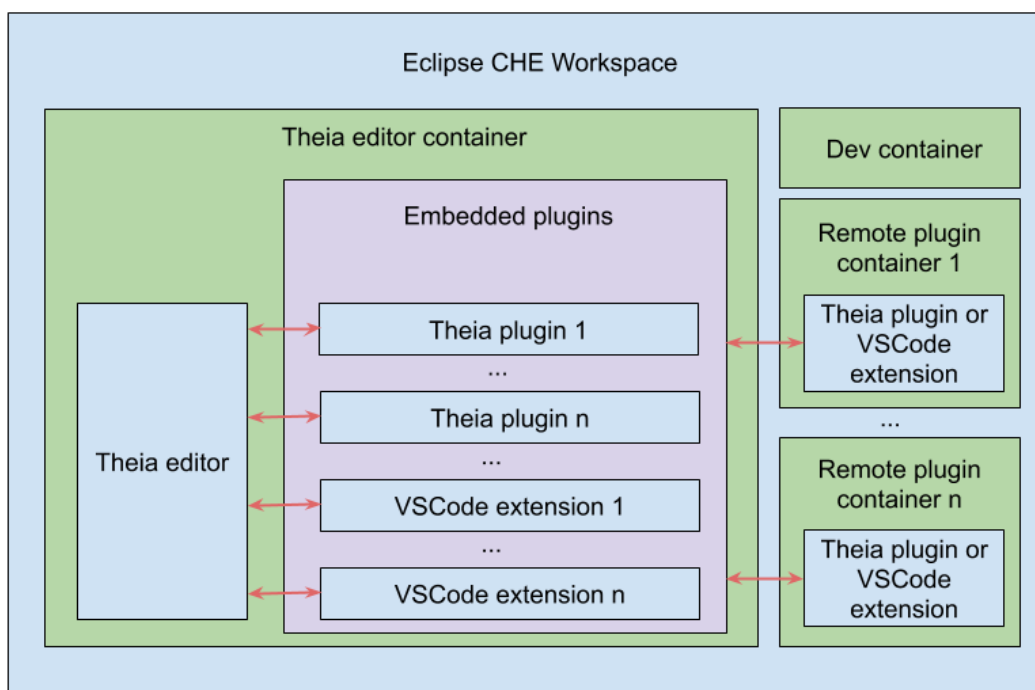 Eclipse CHE Workspace
Theia editor container
Embedded plugins
Theia editor
Theia plugin 1
...
Theia plugin n
...
VSCode extension 1
...
VSCode extension n
Dev container
Remote plugin
container 1
Theia plugin or
VSCode
extension
...
Remote plugin
container n
Theia plugin or
VSCode
extension